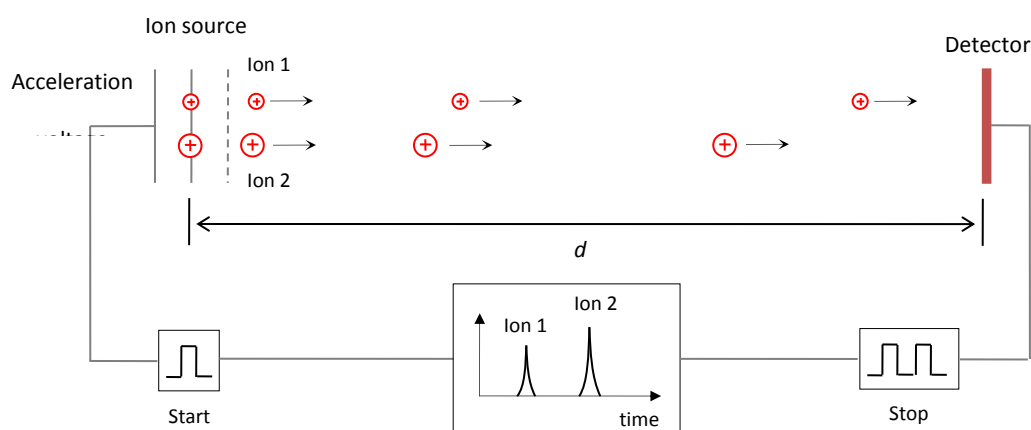 Ion source
Detector
Acceleration
Ion 1
Ion 2
d
Ion 1
Ion 2
time
Start
Stop